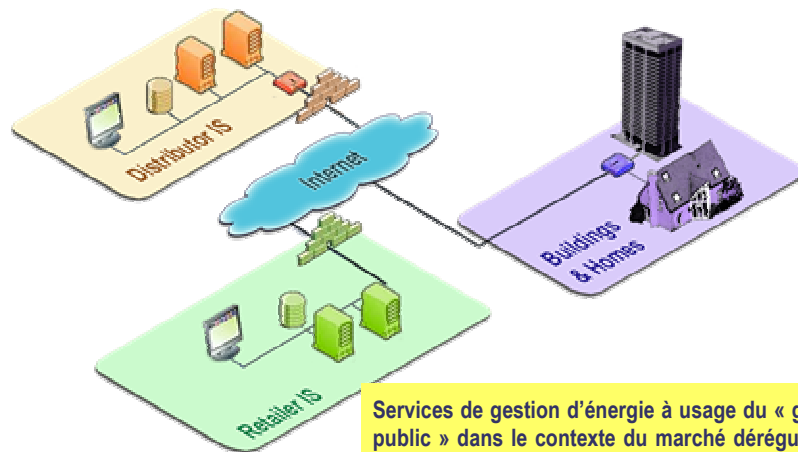 Distributor IS
Internet
Buildings
& Homes
Retailer IS
Services de gestion d'énergie à usage du « g
public » dans le contexte du marché dérégu